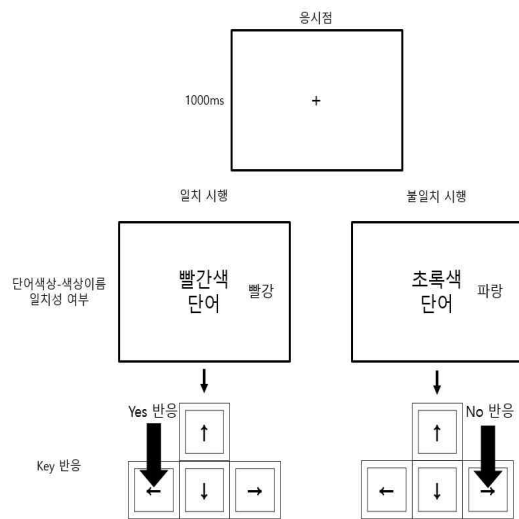 응시점
1000ms
+
일치 시행
불일치 시행
단어색상-색상이름
일치성 여부
빨간색
단어
빨강
초록색
단어
파랑
Yes 반응
No 반응
Key 반응
↑
← ↓ →
↑
← ↓ →